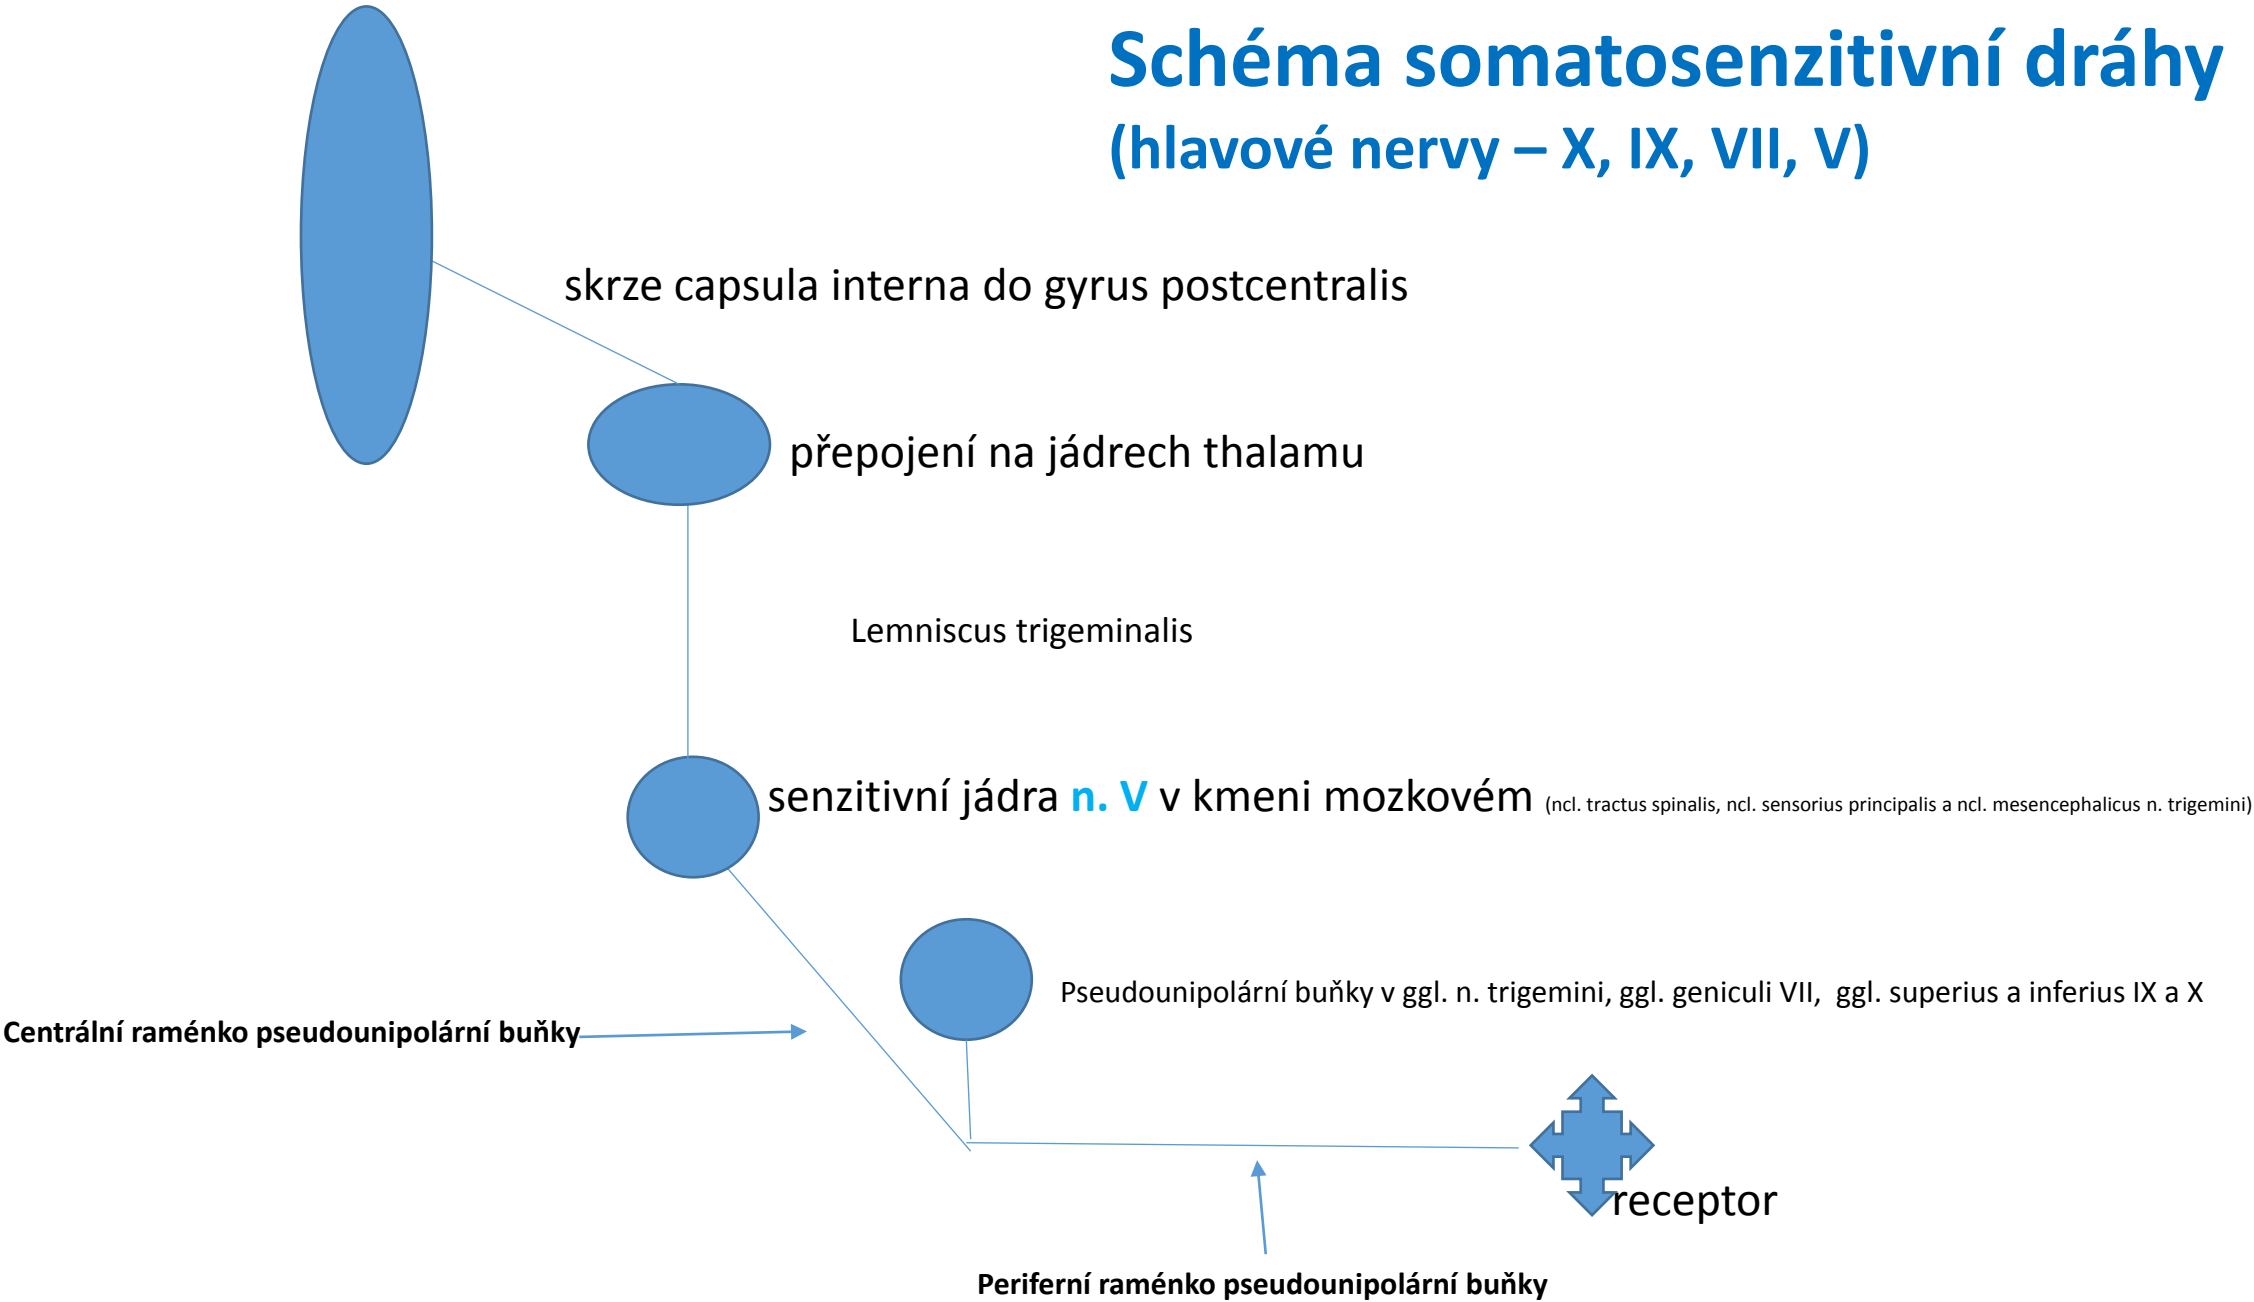 Schéma somatosenzitivní dráhy
(hlavové nervy – X, IX, VII, V)
skrze capsula interna do gyrus postcentralis
přepojení na jádrech thalamu
Lemniscus trigeminalis
senzitivní jádra n. V v kmeni mozkovém (ncl. tractus spinalis, ncl. sensorius principalis a ncl. mesencephalicus n. trigemini)
Pseudounipolární buňky v ggl. n. trigemini, ggl. geniculi VII, ggl. superius a inferius IX a X
Centrální raménko pseudounipolární buňky
receptor
Periferní raménko pseudounipolární buňky